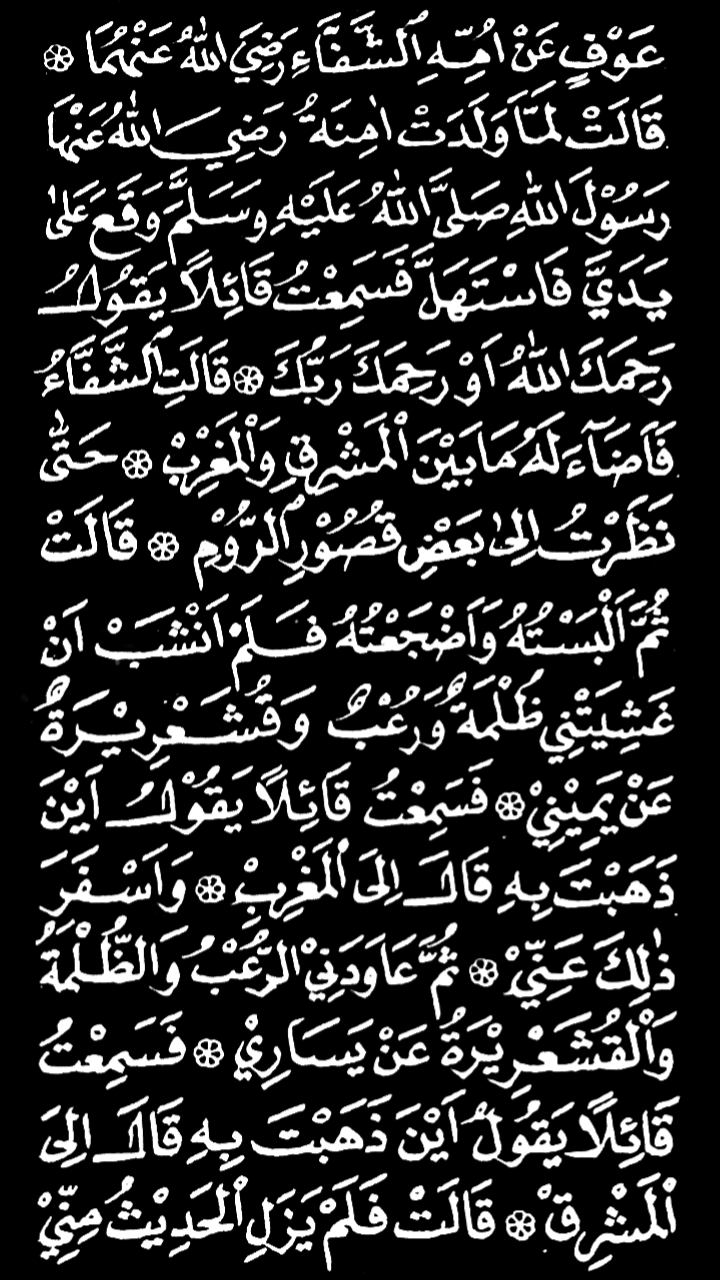 عَوْفٍ عَنْ اُمِّهِ الشَّفَّاءِ رَضِيَ اللهُ عَنْهُمَا ۞
قَالَتْ لَمَّا وَلَدَتْ اٰمِنَةُ رَضِيَ اللهُ عَنْهَا
رَسُوْلَ اللهِ صَلَّى اللهُ عَلَيْهِ وَسَلَّمَ وَقَعَ عَلٰى
يَدَيَّ فَاسْتَهَلَّ فَسَمِعْتُ قَائِلًا يَقُوْلُ
رَحِمَكَ اللهُ اَوْ رَحِمَكَ رَبُّكَ ۞ قَالَتِ الشَّفَّاءُ
فَاَضَآءَ لَهُ مَا بَيْنَ الْمَشْرِقِ وَالْمَغْرِبْ ۞ حَتّٰى
نَظَرْتُ اِلٰى بَعْضِ قُصُوْرِ الرُّوْمِ ۞ قَالَتْ
ثُمَّ اَلْبَسْتُهُ وَاَضْجَعْتُهُ فَلَمْ اَنْشَبْ اَنْ
غَشِيَتْنِي ظُلْمَةٌ وَرُعْبٌ وَقُشَعْرِيْرَةٌ
عَنْ يَمِيْنِيْ ۞ فَسَمِعْتُ قَائِلًا يَقُوْلُ اَيْنَ
ذَهَبْتَ بِهِ قَالَ اِلَى الْمَغْرِبْ ۞ وَاَسْفَرَ
ذٰلِكَ عَنِّيْ ۞ ثُمَّ عَاوَدَنِيْ الرُّعْبُ وَالظُّلْمَةُ
وَالْقُشَعْرِيْرَةُ عَنْ يَسَارِيْ ۞ فَسَمِعْتُ
قَائِلًا يَقُوْلُ اَيْنَ ذَهَبْتَ بِهِ قَالَ اِلَى
الْمَشْرِقْ ۞ قَالَتْ فَلَمْ يَزَلِ الْحَدِيْثُ مِنِّيْ